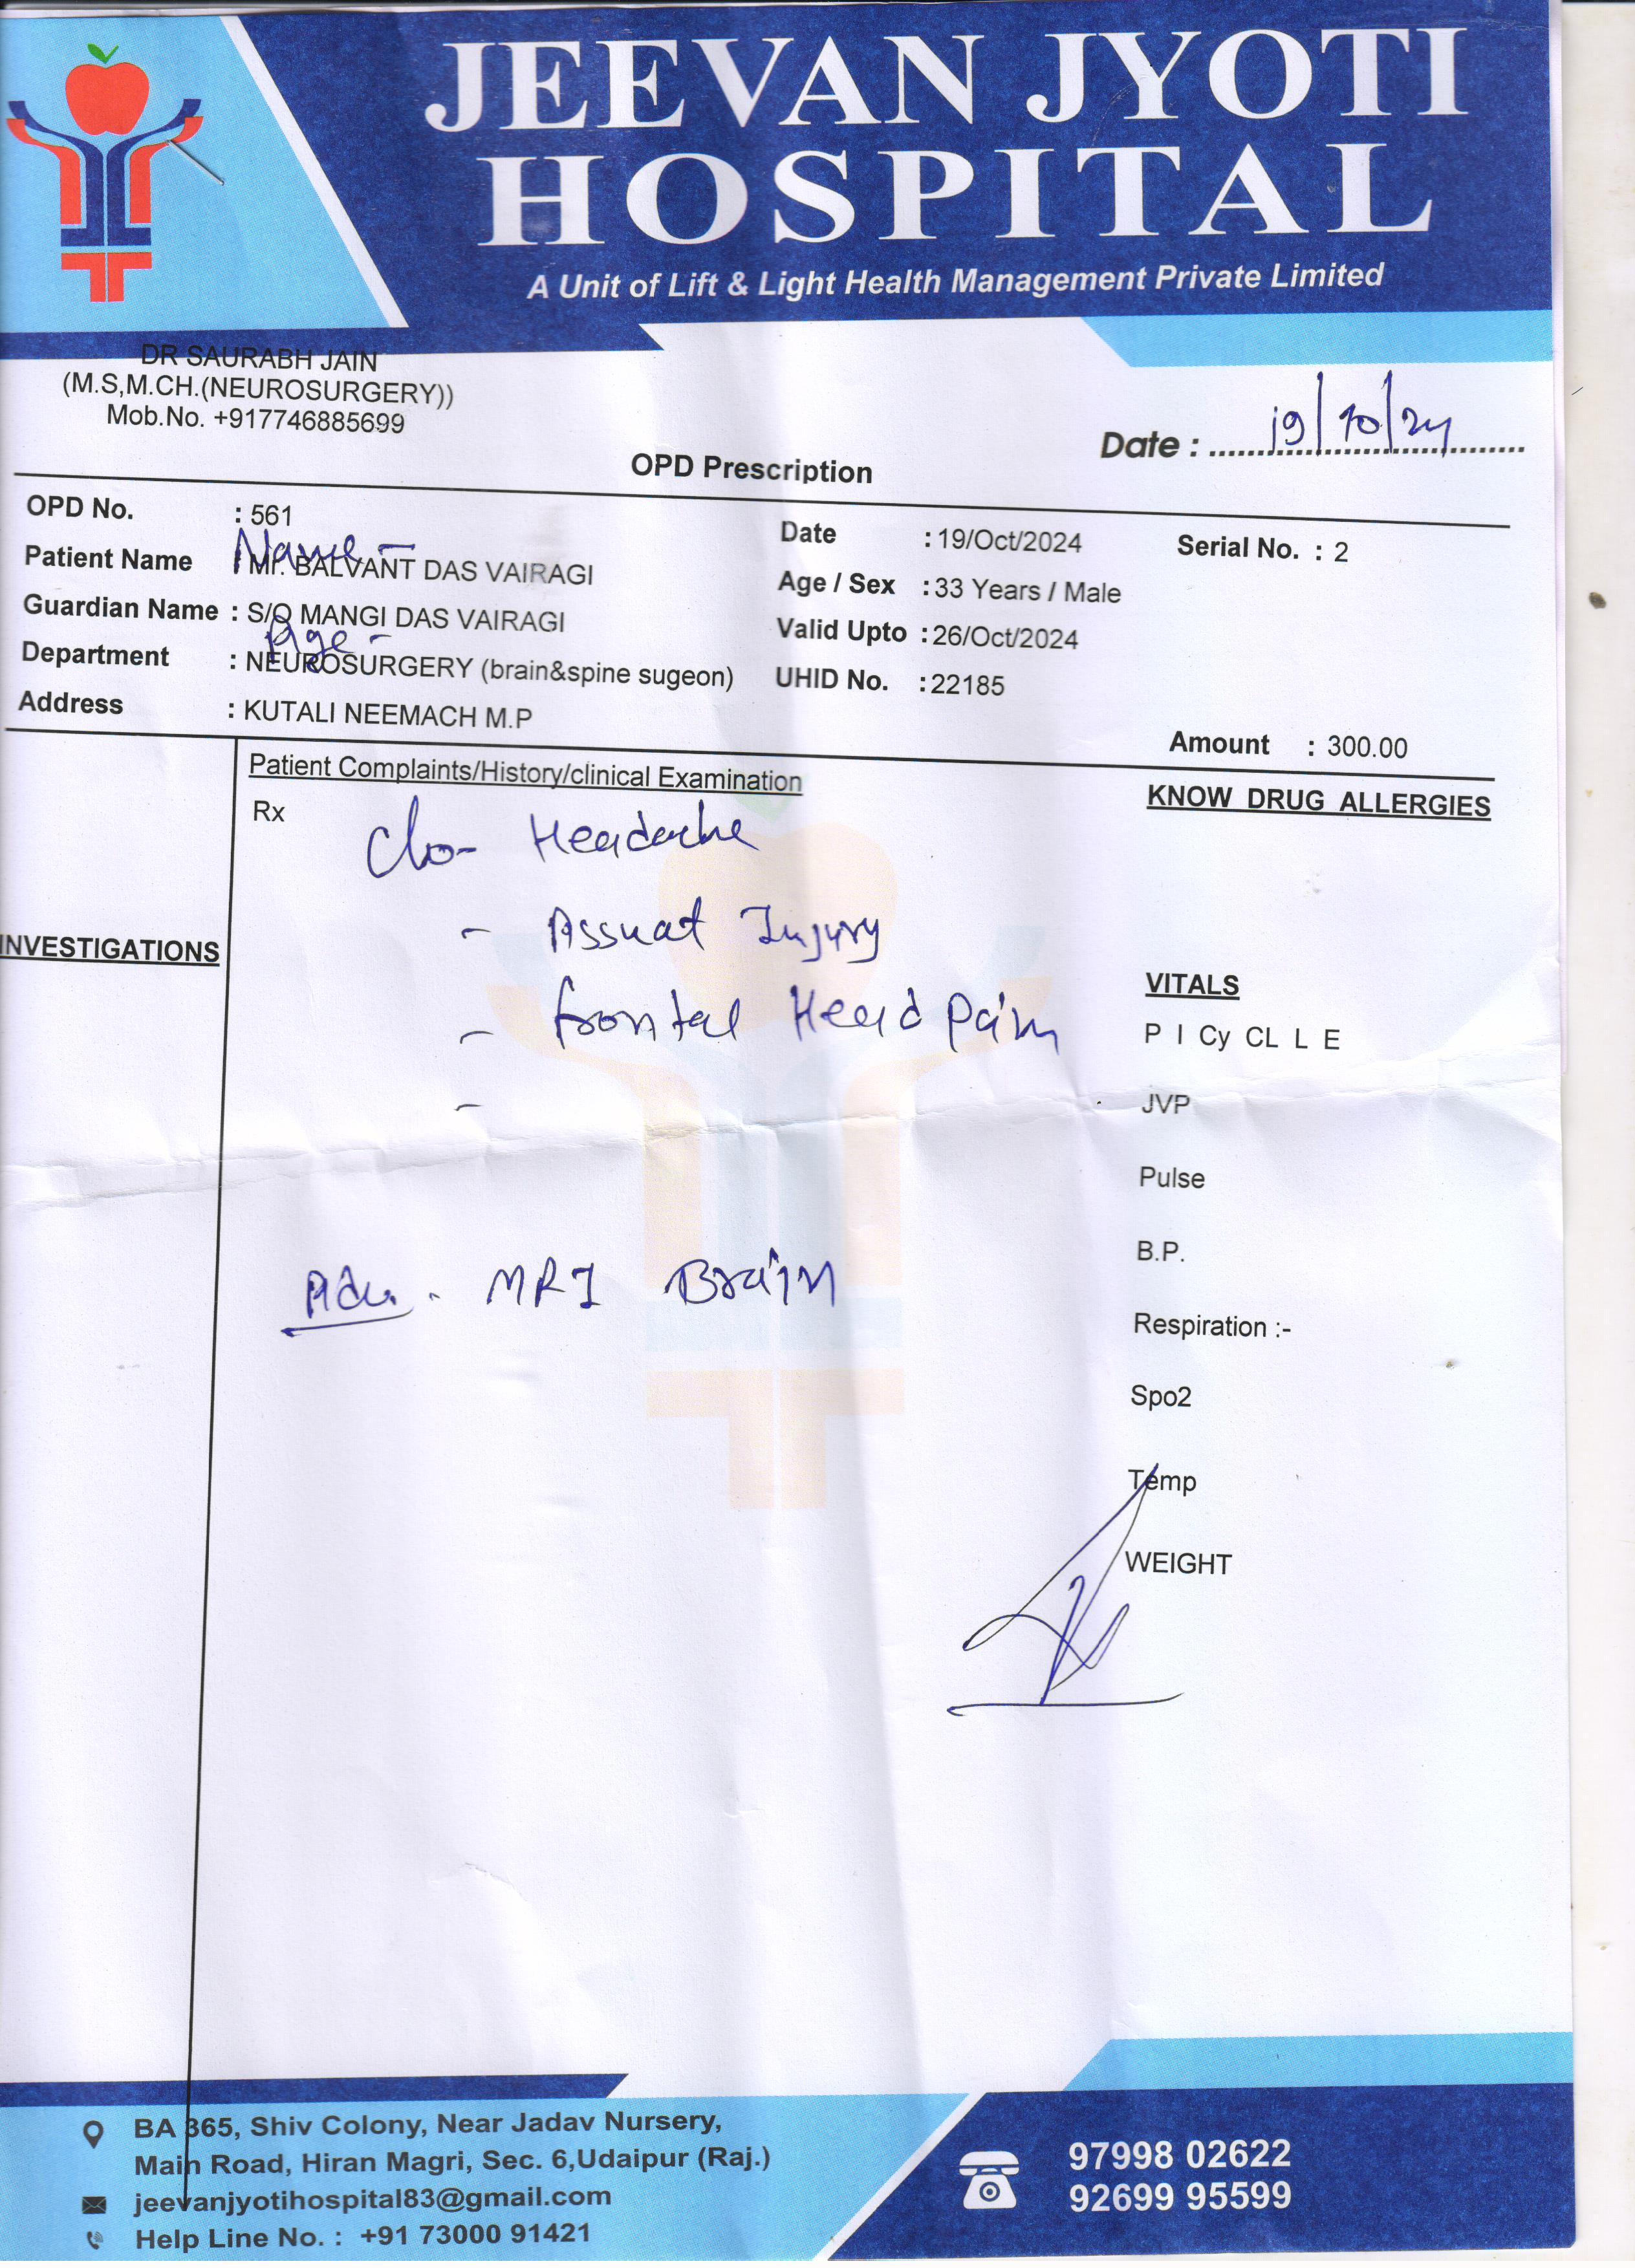 JEEVAN JYOTI
HOSPITAL
A Unit of Lift & Light Health Management Private Limited
DR SAURABH JAIN
(M.S,M.CH.(NEUROSURGERY))
Mob.No. +917746885699
Date : 19/10/24
OPD Prescription
OPD No. : 561
Date : 19/Oct/2024
Serial No. : 2
Name -
Patient Name : Mr. BALVANT DAS VAIRAGI
Age / Sex : 33 Years / Male
Guardian Name : S/O MANGI DAS VAIRAGI
Valid Upto : 26/Oct/2024
Age -
Department : NEUROSURGERY (brain&spine sugeon)
UHID No. : 22185
Address : KUTALI NEEMACH M.P
Amount : 300.00
Patient Complaints/History/clinical Examination
KNOW DRUG ALLERGIES
Rx
C/o - Headache
- Injury
- frontal Head Pain
-
INVESTIGATIONS
VITALS
P I Cy CL L E
JVP
Pulse
B.P.
Adv. - MRI Brain
Respiration :-
Spo2
Temp
WEIGHT
BA 365, Shiv Colony, Near Jadav Nursery,
Main Road, Hiran Magri, Sec. 6,Udaipur (Raj.)
jeevanjyotihospital83@gmail.com
Help Line No. : +91 73000 91421
97998 02622
92699 95599